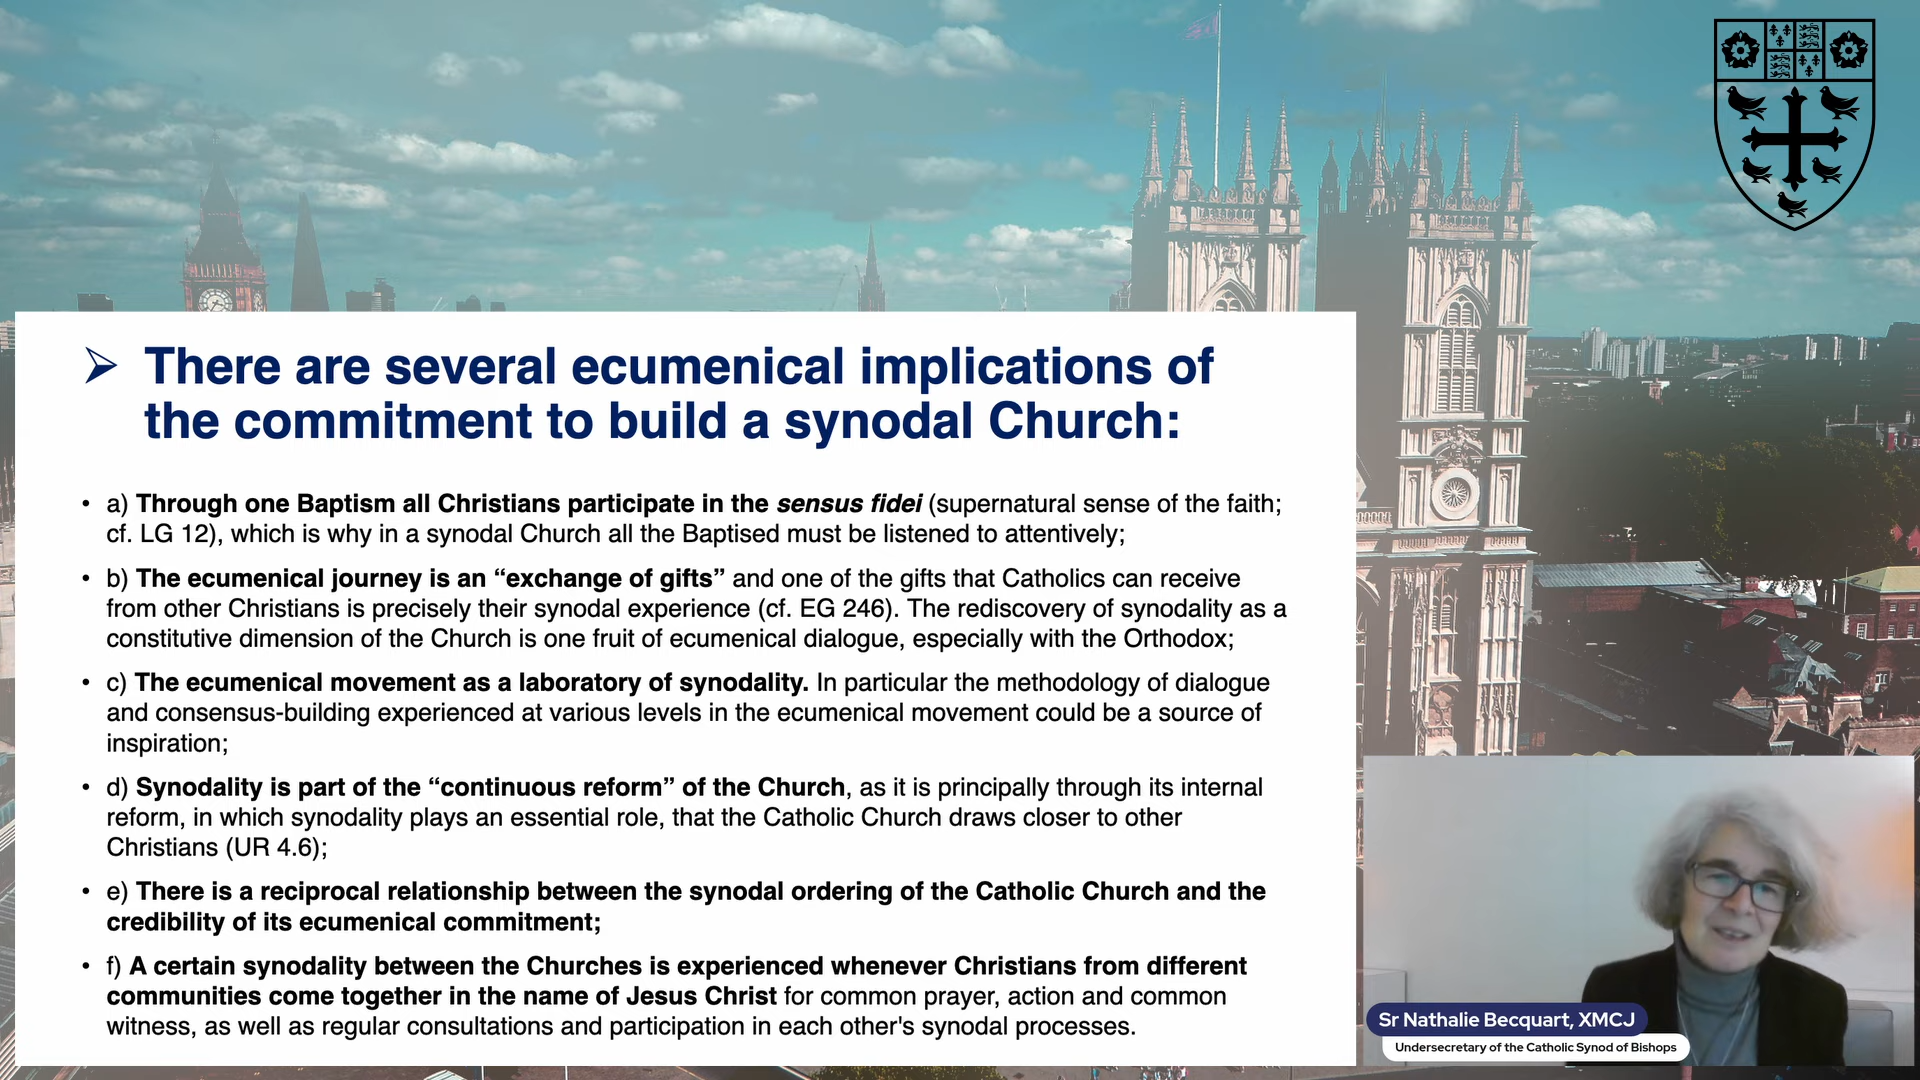 ➢ There are several ecumenical implications of
the commitment to build a synodal Church:
• a) Through one Baptism all Christians participate in the sensus fidei (supernatural sense of the faith;
cf. LG 12), which is why in a synodal Church all the Baptised must be listened to attentively;
• b) The ecumenical journey is an “exchange of gifts” and one of the gifts that Catholics can receive
from other Christians is precisely their synodal experience (cf. EG 246). The rediscovery of synodality as a
constitutive dimension of the Church is one fruit of ecumenical dialogue, especially with the Orthodox;
• c) The ecumenical movement as a laboratory of synodality. In particular the methodology of dialogue
and consensus-building experienced at various levels in the ecumenical movement could be a source of
inspiration;
• d) Synodality is part of the “continuous reform” of the Church, as it is principally through its internal
reform, in which synodality plays an essential role, that the Catholic Church draws closer to other
Christians (UR 4.6);
• e) There is a reciprocal relationship between the synodal ordering of the Catholic Church and the
credibility of its ecumenical commitment;
• f) A certain synodality between the Churches is experienced whenever Christians from different
communities come together in the name of Jesus Christ for common prayer, action and common
witness, as well as regular consultations and participation in each other's synodal processes.
Sr Nathalie Becquart, XMCJ
Undersecretary of the Catholic Synod of Bishops